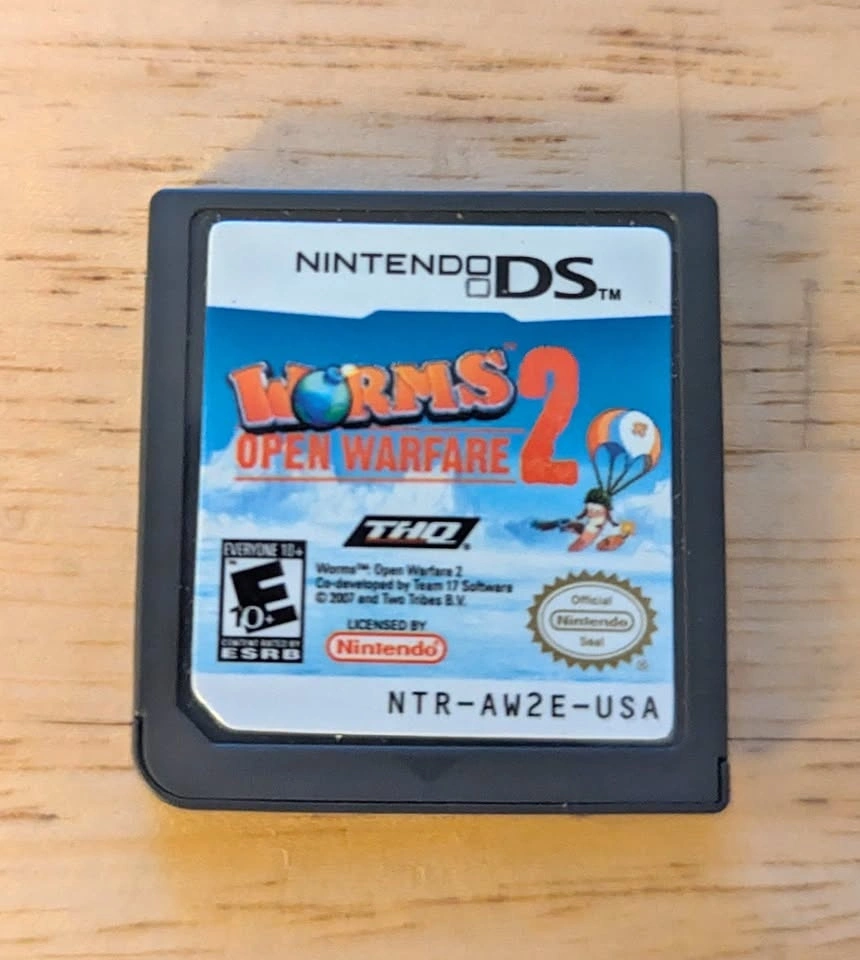 NINTENDO DS™
WORMS™ 2
OPEN WARFARE
THQ
EVERYONE 10+
E
10+
CONTENT RATED BY
ESRB
Worms™: Open Warfare 2
Co-developed by Team 17 Software
© 2007 and Two Tribes B.V.
LICENSED BY
Nintendo®
Official
Nintendo
Seal
NTR-AW2E-USA